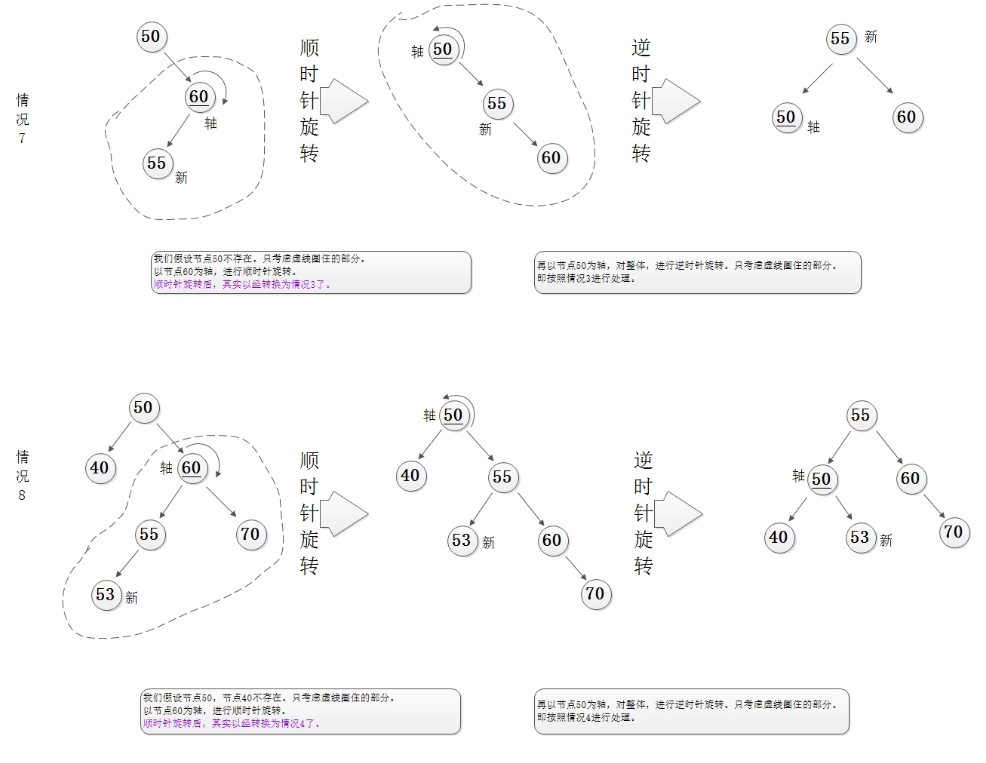 情况7
50
60
轴
55
新
顺时针旋转
轴
50
55
新
60
逆时针旋转
55
新
50
轴
60
我们假设节点50不存在。只考虑虚线圈住的部分。
以节点60为轴，进行顺时针旋转。
顺时针旋转后，其实以经转换为情况3了。
再以节点50为轴，对整体，进行逆时针旋转。只考虑虚线圈住的部分。
即按照情况3进行处理。
情况8
50
40
轴
60
55
70
53
新
顺时针旋转
轴
50
40
55
53
新
60
70
逆时针旋转
55
轴
50
60
40
53
新
70
我们假设节点50，节点40不存在。只考虑虚线圈住的部分。
以节点60为轴，进行顺时针旋转。
顺时针旋转后，其实以经转换为情况4了。
再以节点50为轴，对整体，进行逆时针旋转。只考虑虚线圈住的部分。
即按照情况4进行处理。